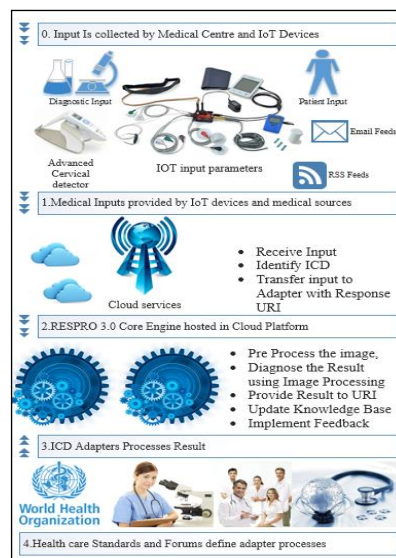 0. Input Is collected by Medical Centre and IoT Devices
Diagnostic Input
Patient Input
Email Feeds
Advanced
Cervical
detector
IOT input parameters
RSS Feeds
1.Medical Inputs provided by IoT devices and medical sources
• Receive Input
• Identify ICD
• Transfer input to
Adapter with Response
URI
Cloud services
2.RESPRO 3.0 Core Engine hosted in Cloud Platform
• Pre Process the image,
• Diagnose the Result
using Image Processing
• Provide Result to URI
• Update Knowledge Base
• Implement Feedback
3.ICD Adapters Processes Result
World Health
Organization
4.Health care Standards and Forums define adapter processes